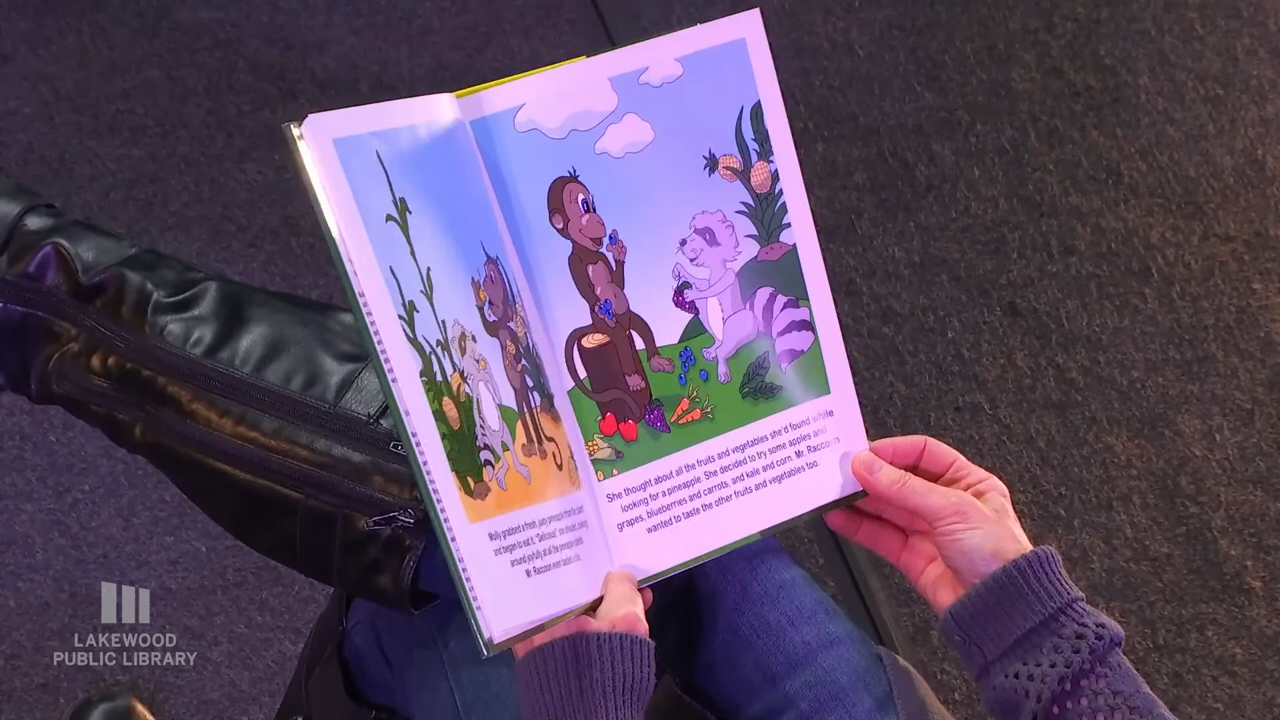 Molly grabbed a fresh, juicy pineapple from the plant
and began to eat it. "Delicious!" she shouted, looking
around joyfully at all the pineapple plants.
Mr. Raccoon even tasted a bite.
She thought about all the fruits and vegetables she'd found while
looking for a pineapple. She decided to try some apples and
grapes, blueberries and carrots, and kale and corn. Mr. Raccoon
wanted to taste the other fruits and vegetables too.
LAKEWOOD
PUBLIC LIBRARY